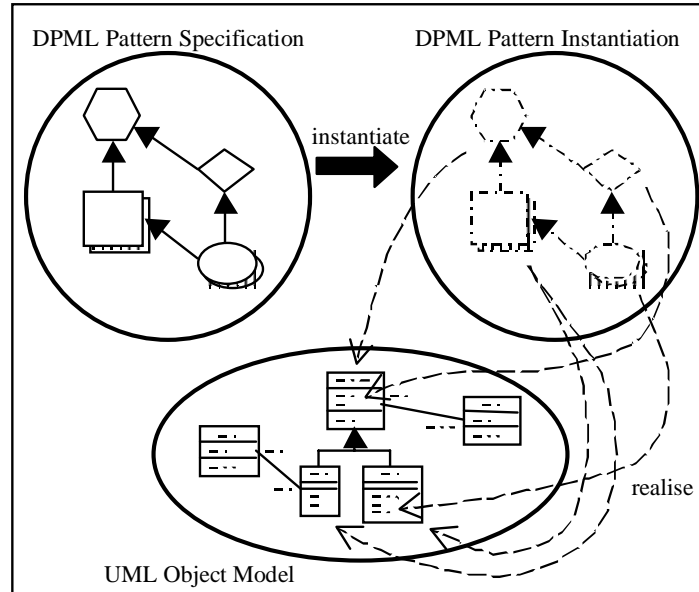 DPML Pattern Specification
DPML Pattern Instantiation
instantiate
realise
UML Object Model